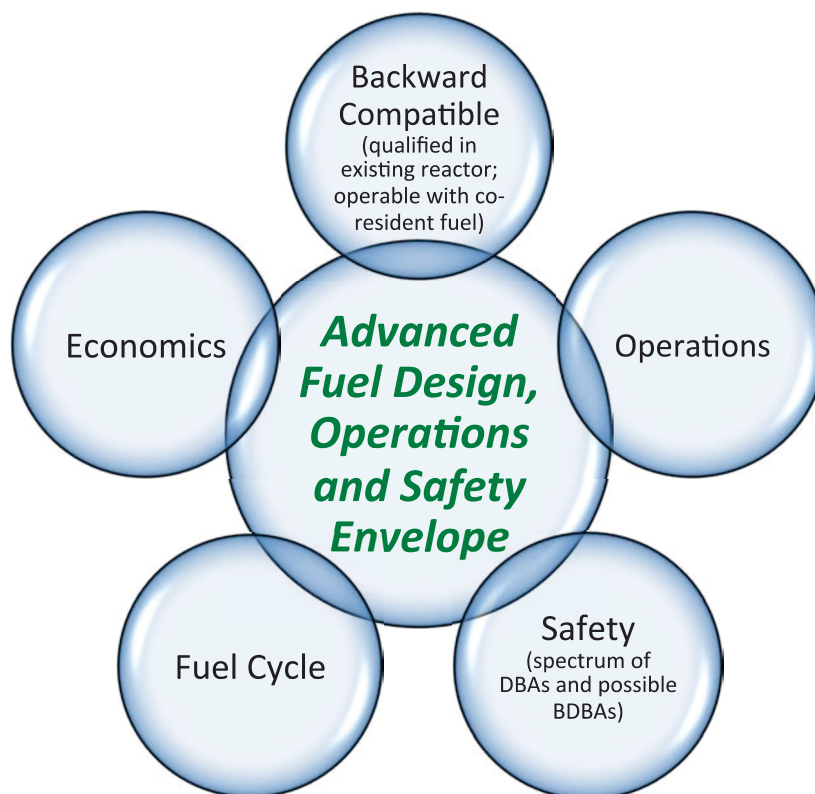 Backward
Compatible
(qualified in
existing reactor;
operable with co-
resident fuel)
Economics
Advanced
Fuel Design,
Operations
and Safety
Envelope
Operations
Fuel Cycle
Safety
(spectrum of
DBAs and possible
BDBAs)